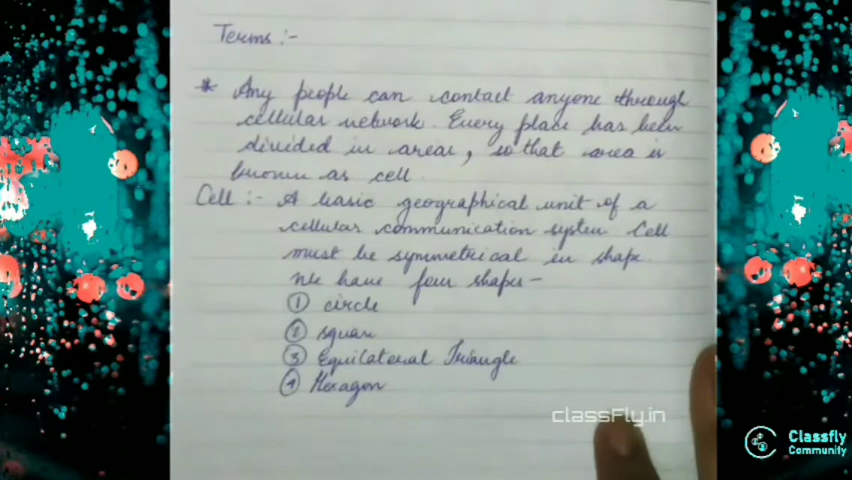 Terms :-
* Any people can contact anyone through
cellular network. Every place has been
divided in areas, so that area is
known as cell.
Cell :- A basic geographical unit of a
cellular communication system Cell
must be symmetrical in shape.
We have four shapes-
① circle
② square
③ Equilateral Triangle
④ Hexagon
classFly.in
Classfly
Community